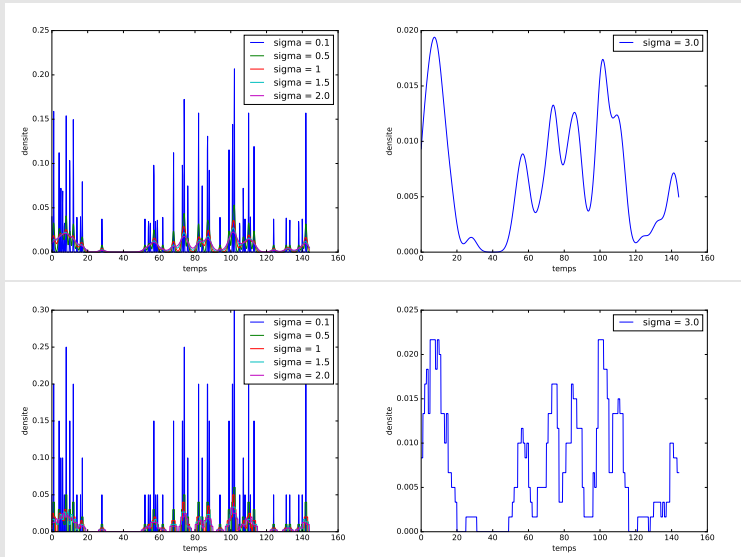 0.25
0.20
0.15
0.10
0.05
0.00
densite
0 20 40 60 80 100 120 140 160
temps
sigma = 0.1
sigma = 0.5
sigma = 1
sigma = 1.5
sigma = 2.0
0.020
0.015
0.010
0.005
0.000
densite
0 20 40 60 80 100 120 140 160
temps
sigma = 3.0
0.30
0.25
0.20
0.15
0.10
0.05
0.00
densite
0 20 40 60 80 100 120 140 160
temps
sigma = 0.1
sigma = 0.5
sigma = 1
sigma = 1.5
sigma = 2.0
0.025
0.020
0.015
0.010
0.005
0.000
densite
0 20 40 60 80 100 120 140 160
temps
sigma = 3.0